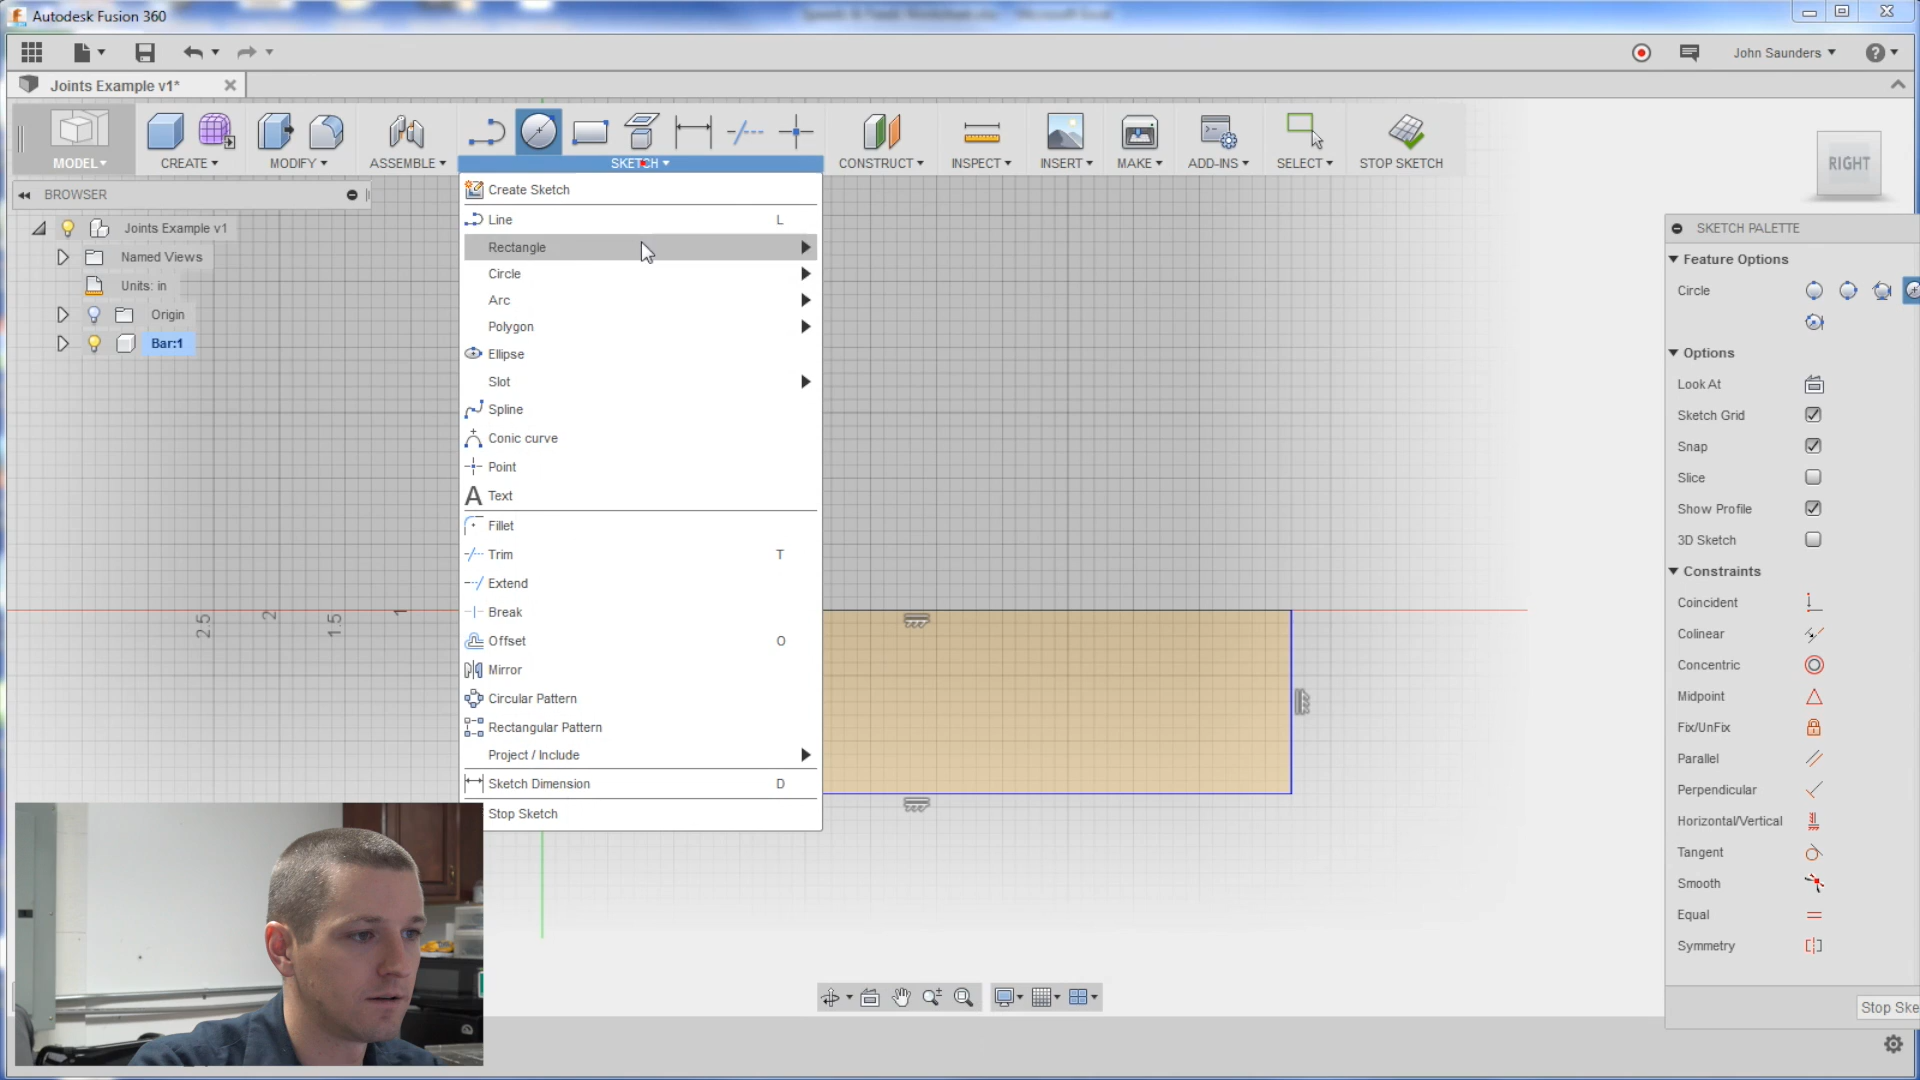 Autodesk Fusion 360
John Saunders
Joints Example v1*
MODEL
CREATE
MODIFY
ASSEMBLE
SKETCH
CONSTRUCT
INSPECT
INSERT
MAKE
ADD-INS
SELECT
STOP SKETCH
RIGHT
BROWSER
Joints Example v1
Named Views
Units: in
Origin
Bar:1
Create Sketch
Line L
Rectangle
Circle
Arc
Polygon
Ellipse
Slot
Spline
Conic curve
Point
Text
Fillet
Trim T
Extend
Break
Offset O
Mirror
Circular Pattern
Rectangular Pattern
Project / Include
Sketch Dimension D
Stop Sketch
2.5
2
1.5
1
SKETCH PALETTE
Feature Options
Circle
Options
Look At
Sketch Grid
Snap
Slice
Show Profile
3D Sketch
Constraints
Coincident
Colinear
Concentric
Midpoint
Fix/UnFix
Parallel
Perpendicular
Horizontal/Vertical
Tangent
Smooth
Equal
Symmetry
Stop Ske